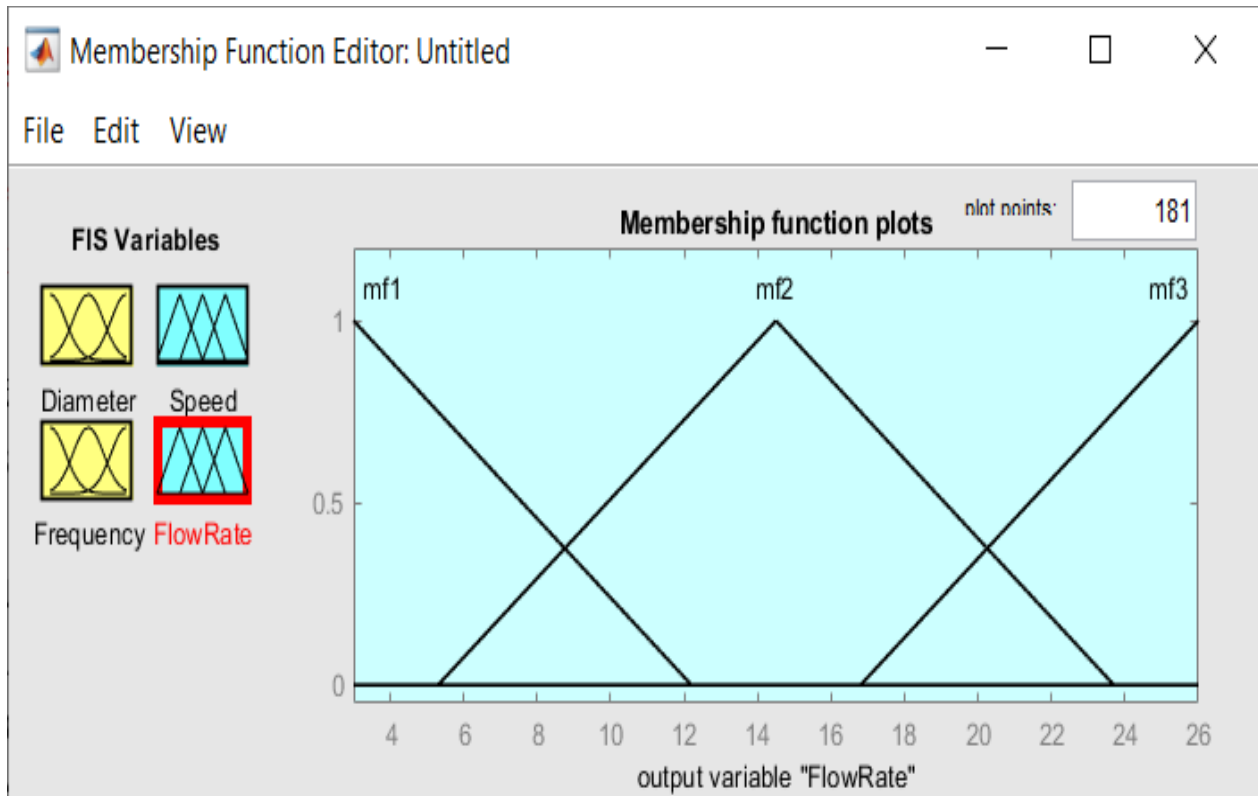 Membership Function Editor: Untitled
File Edit View
FIS Variables
Membership function plots
plot points:
181
Diameter
Speed
Frequency
FlowRate
mf1
mf2
mf3
1
0.5
0
4 6 8 10 12 14 16 18 20 22 24 26
output variable "FlowRate"